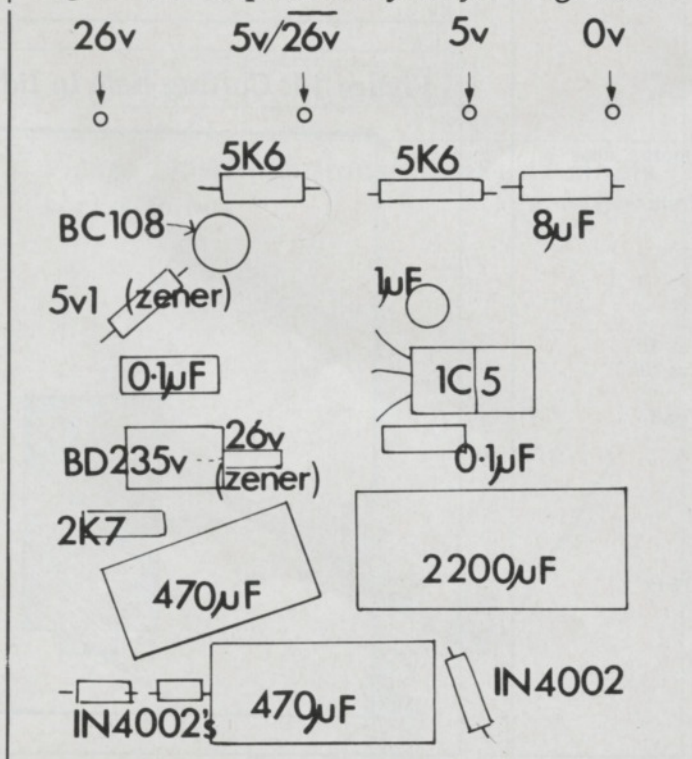 26v 5v/26v 5v 0v
5K6 5K6
BC108 8µF
5v1 (zener) 1µF
0·1µF 1C 5
BD235v 26v 0·1µF
(zener)
2K7
470µF 2200µF
IN4002's 470µF IN4002